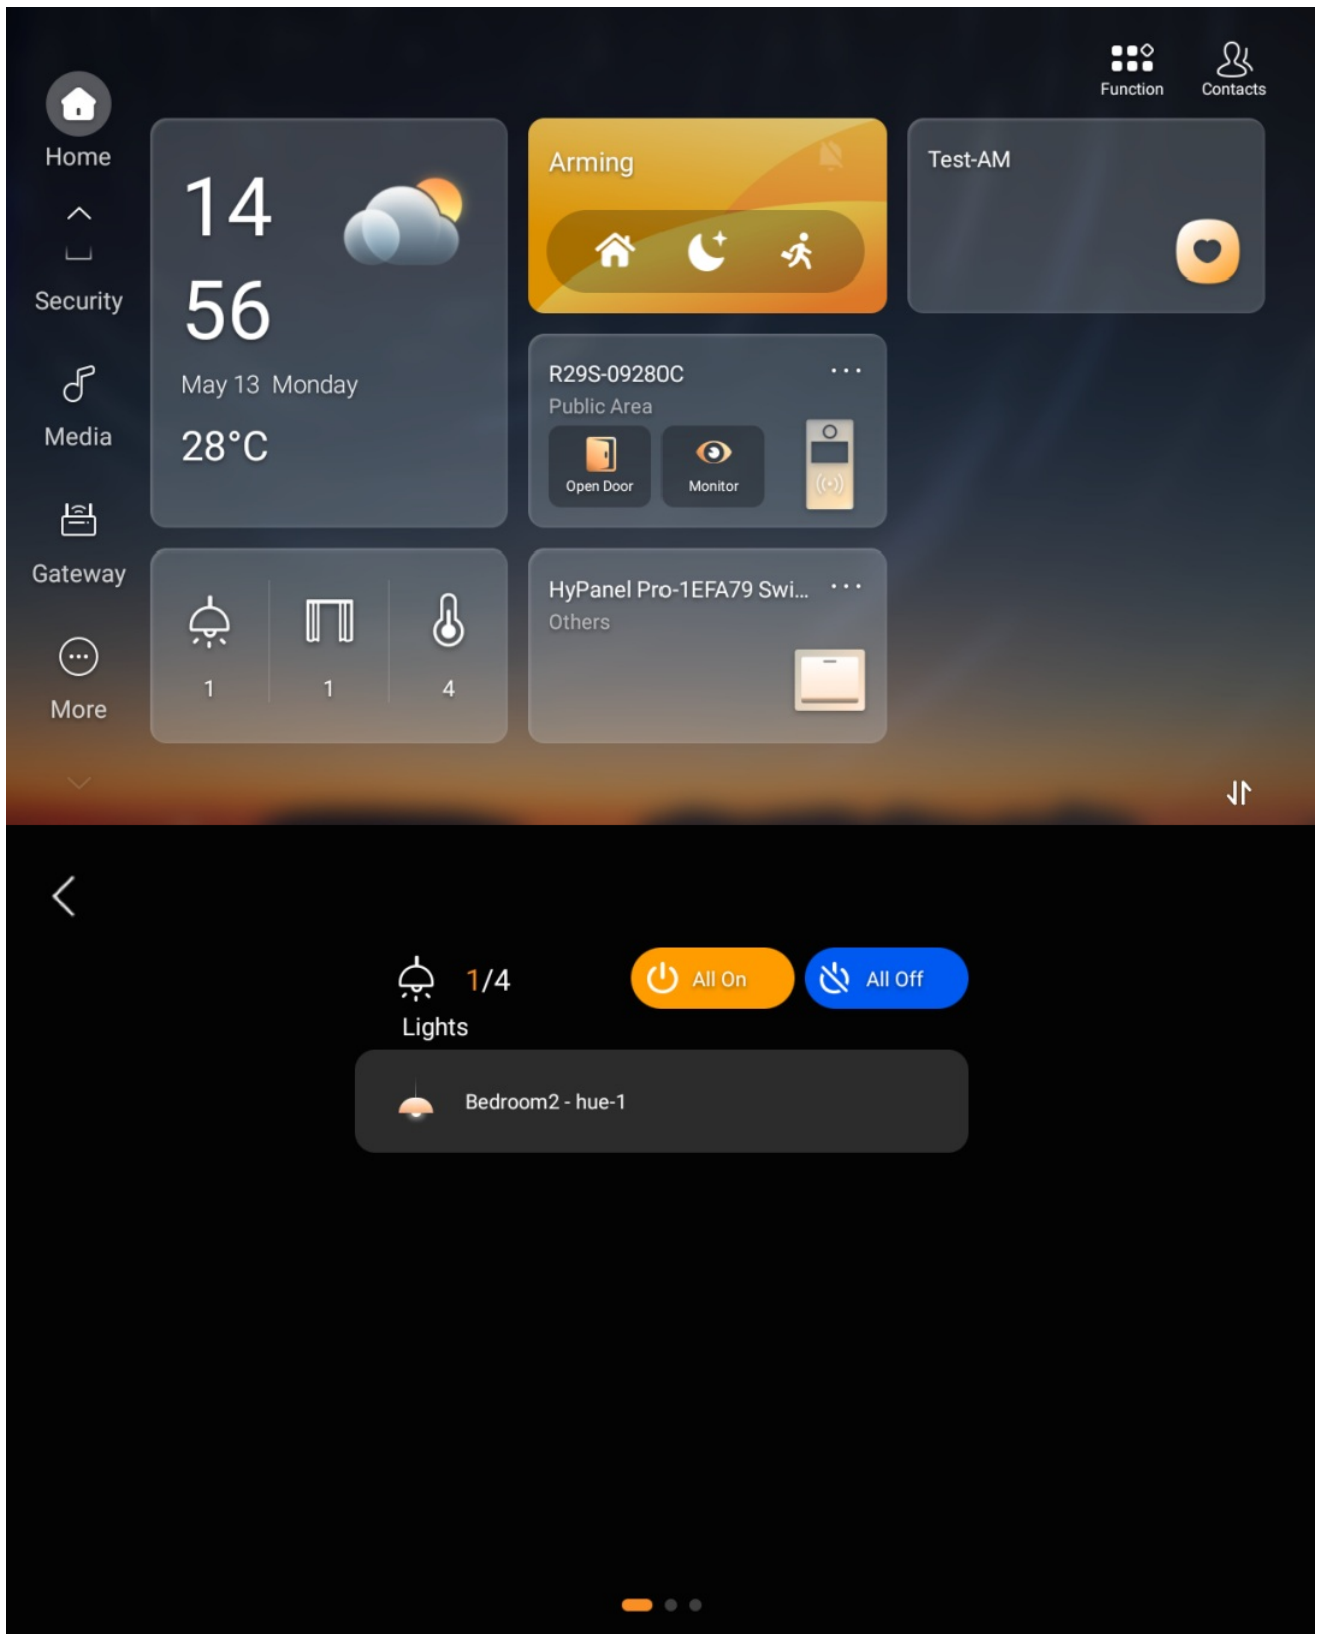 Function
Contacts
Home
Security
Media
Gateway
More
14
56
May 13 Monday
28°C
Arming
Test-AM
R29S-09280C
Public Area
Open Door
Monitor
1
1
4
HyPanel Pro-1EFA79 Swi...
Others
1/4
Lights
All On
All Off
Bedroom2 - hue-1